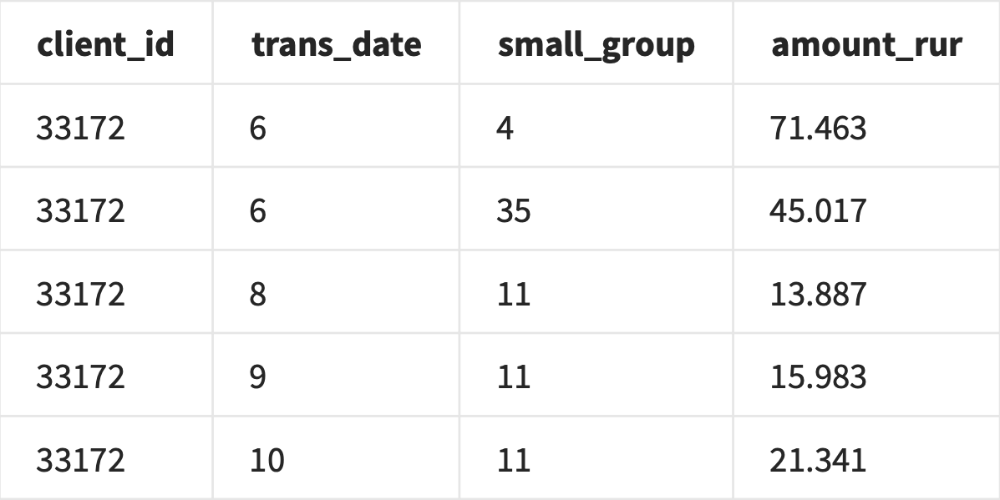 client_id trans_date small_group amount_rur
33172 6 4 71.463
33172 6 35 45.017
33172 8 11 13.887
33172 9 11 15.983
33172 10 11 21.341